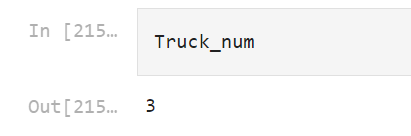 In [215…
Truck_num
Out[215…
3